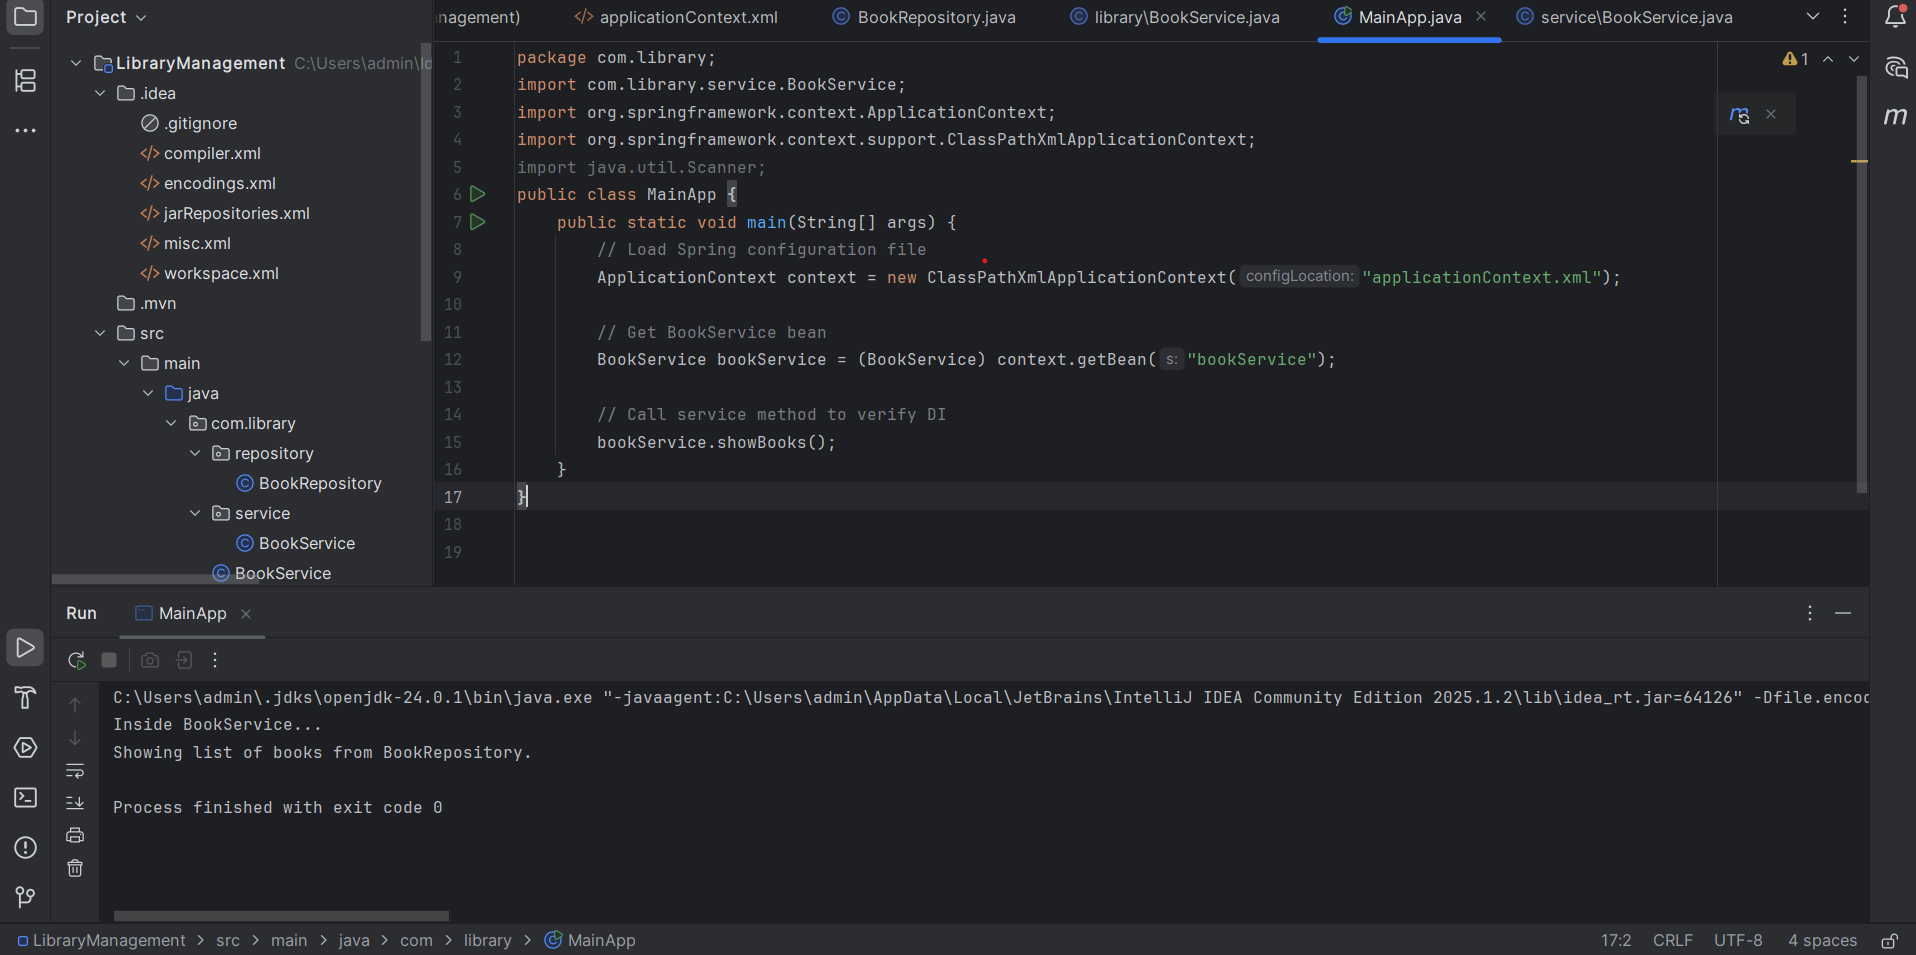 Project
nagement)
applicationContext.xml
BookRepository.java
library\BookService.java
MainApp.java
service\BookService.java
LibraryManagement C:\Users\admin\Id
.idea
.gitignore
compiler.xml
encodings.xml
jarRepositories.xml
misc.xml
workspace.xml
.mvn
src
main
java
com.library
repository
BookRepository
service
BookService
BookService
1 package com.library;
2 import com.library.service.BookService;
3 import org.springframework.context.ApplicationContext;
4 import org.springframework.context.support.ClassPathXmlApplicationContext;
5 import java.util.Scanner;
6 public class MainApp {
7 public static void main(String[] args) {
8 // Load Spring configuration file
9 ApplicationContext context = new ClassPathXmlApplicationContext( configLocation: "applicationContext.xml");
10
11 // Get BookService bean
12 BookService bookService = (BookService) context.getBean( s: "bookService");
13
14 // Call service method to verify DI
15 bookService.showBooks();
16 }
17 }
18
19
1
m
m
Run
MainApp
C:\Users\admin\.jdks\openjdk-24.0.1\bin\java.exe "-javaagent:C:\Users\admin\AppData\Local\JetBrains\IntelliJ IDEA Community Edition 2025.1.2\lib\idea_rt.jar=64126" -Dfile.encod
Inside BookService...
Showing list of books from BookRepository.
Process finished with exit code 0
LibraryManagement > src > main > java > com > library > MainApp
17:2 CRLF UTF-8 4 spaces